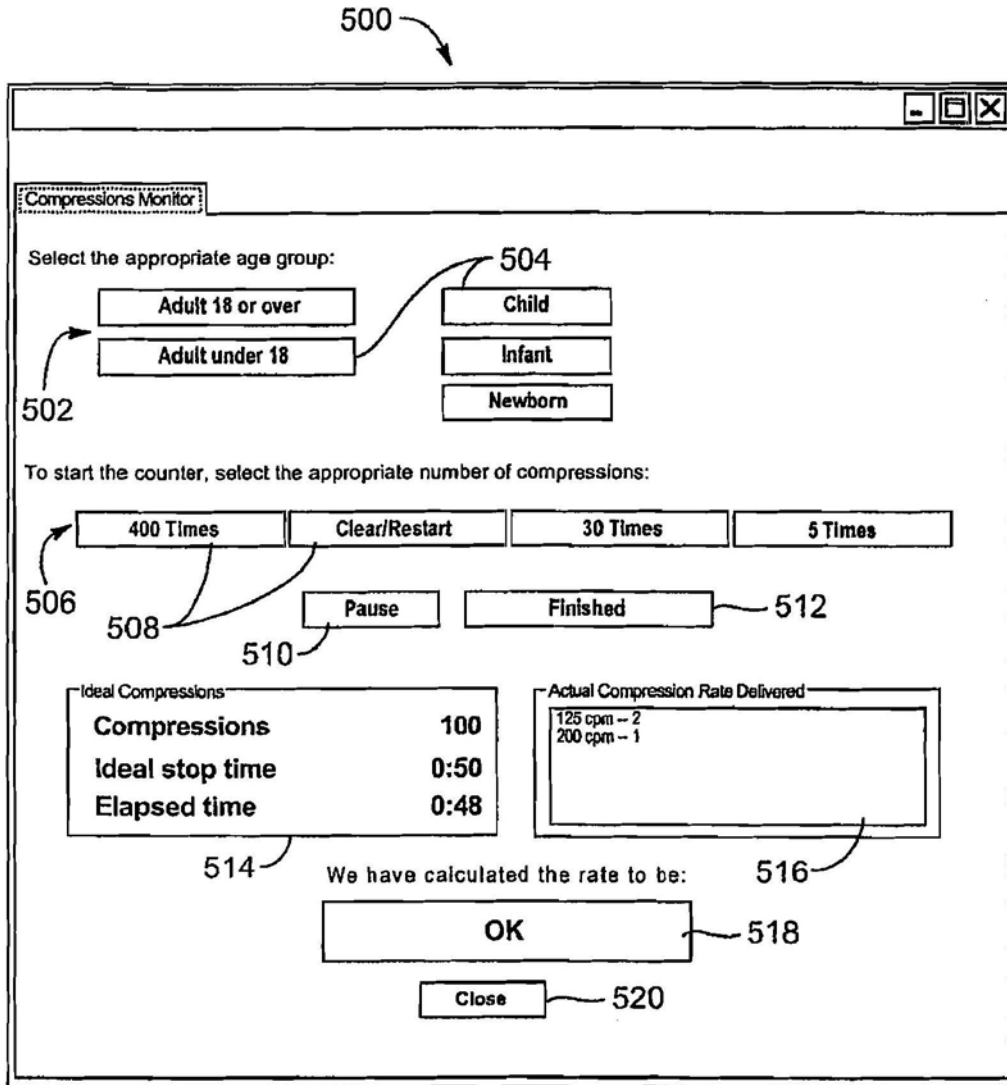 500
Compressions Monitor
Select the appropriate age group:
504
Adult 18 or over
Child
Adult under 18
Infant
502
Newborn
To start the counter, select the appropriate number of compressions:
400 Times
Clear/Restart
30 Times
5 Times
506
508
Pause
Finished
512
510
Ideal Compressions
Compressions 100
Ideal stop time 0:50
Elapsed time 0:48
Actual Compression Rate Delivered
125 cpm -- 2
200 cpm -- 1
514
516
We have calculated the rate to be:
OK
518
Close
520